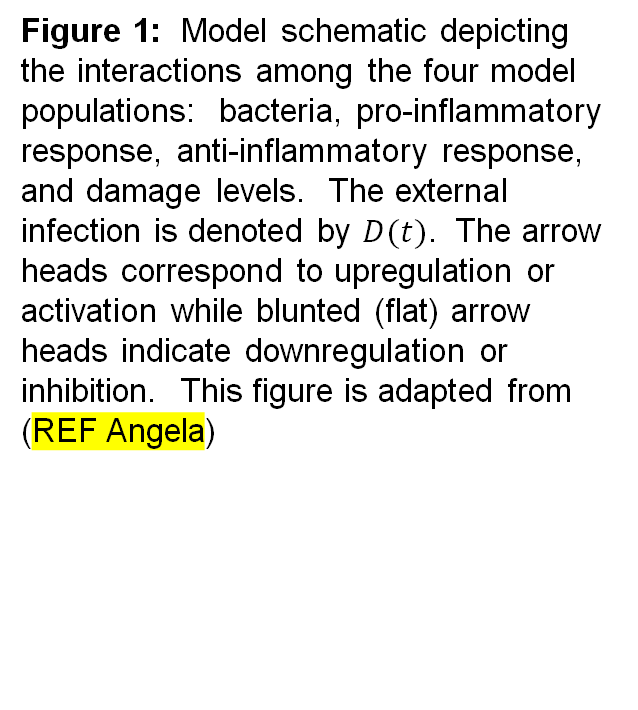 Figure 1: Model schematic depicting
the interactions among the four model
populations: bacteria, pro-inflammatory
response, anti-inflammatory response,
and damage levels. The external
infection is denoted by D(t). The arrow
heads correspond to upregulation or
activation while blunted (flat) arrow
heads indicate downregulation or
inhibition. This figure is adapted from
(REF Angela)